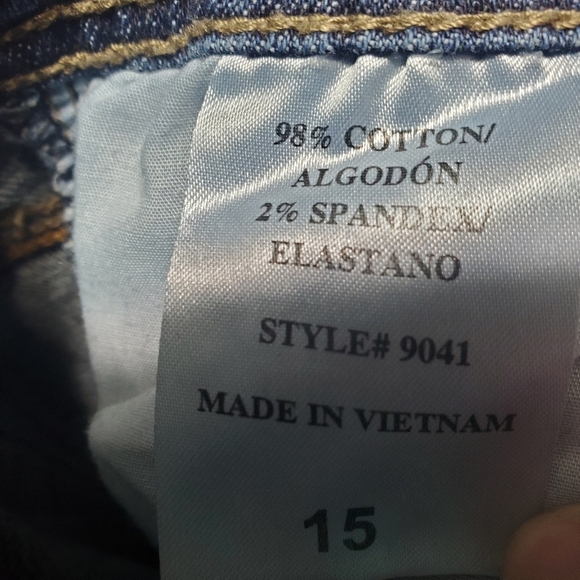 98% COTTON/
ALGODÓN
2% SPANDEX/
ELASTANO
STYLE# 9041
MADE IN VIETNAM
15